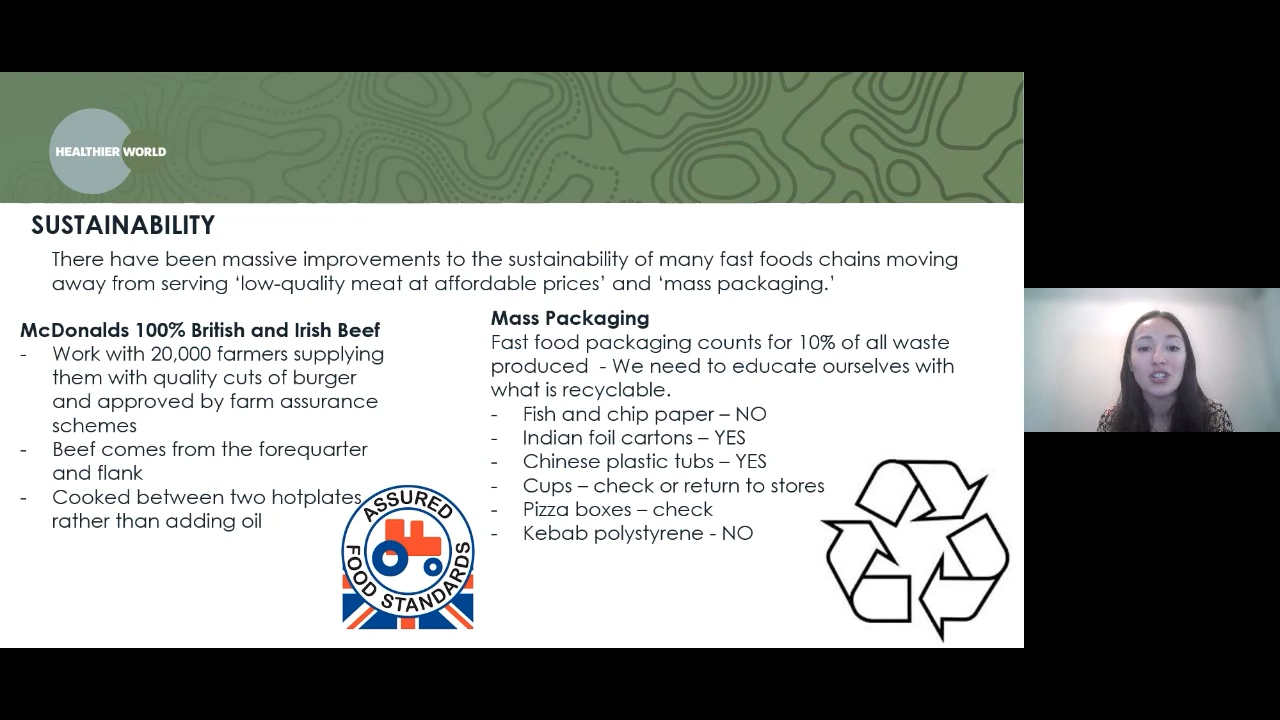 HEALTHIER WORLD
SUSTAINABILITY
There have been massive improvements to the sustainability of many fast foods chains moving
away from serving ‘low-quality meat at affordable prices’ and ‘mass packaging.’
McDonalds 100% British and Irish Beef
- Work with 20,000 farmers supplying
them with quality cuts of burger
and approved by farm assurance
schemes
- Beef comes from the forequarter
and flank
- Cooked between two hotplates
rather than adding oil
ASSURED
FOOD STANDARDS
Mass Packaging
Fast food packaging counts for 10% of all waste
produced - We need to educate ourselves with
what is recyclable.
- Fish and chip paper – NO
- Indian foil cartons – YES
- Chinese plastic tubs – YES
- Cups – check or return to stores
- Pizza boxes – check
- Kebab polystyrene - NO